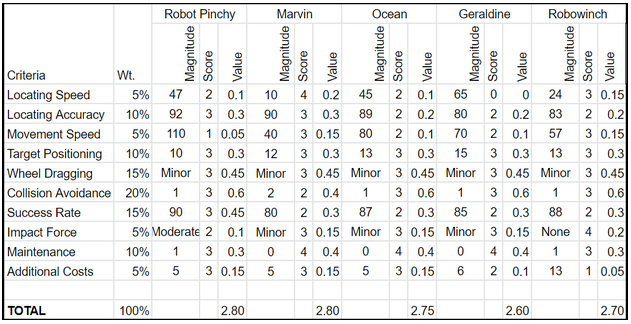 Robot Pinchy Marvin Ocean Geraldine Robowinch
Criteria Wt. Magnitude Score Value Magnitude Score Value Magnitude Score Value Magnitude Score Value Magnitude Score Value
Locating Speed 5% 47 2 0.1 10 4 0.2 45 2 0.1 65 0 0 24 3 0.15
Locating Accuracy 10% 92 3 0.3 90 3 0.3 89 2 0.2 80 2 0.2 83 2 0.2
Movement Speed 5% 110 1 0.05 40 3 0.15 80 2 0.1 70 2 0.1 57 3 0.15
Target Positioning 10% 10 3 0.3 12 3 0.3 13 3 0.3 15 3 0.3 13 3 0.3
Wheel Dragging 15% Minor 3 0.45 Minor 3 0.45 Minor 3 0.45 Minor 3 0.45 Minor 3 0.45
Collision Avoidance 20% 1 3 0.6 2 2 0.4 1 3 0.6 1 3 0.6 1 3 0.6
Success Rate 15% 90 3 0.45 80 2 0.3 87 2 0.3 85 2 0.3 88 2 0.3
Impact Force 5% Moderate 2 0.1 Minor 3 0.15 Minor 3 0.15 Minor 3 0.15 None 4 0.2
Maintenance 10% 1 3 0.3 0 4 0.4 0 4 0.4 0 4 0.4 1 3 0.3
Additional Costs 5% 5 3 0.15 5 3 0.15 5 3 0.15 6 2 0.1 13 1 0.05
TOTAL 100% 2.80 2.80 2.75 2.60 2.70